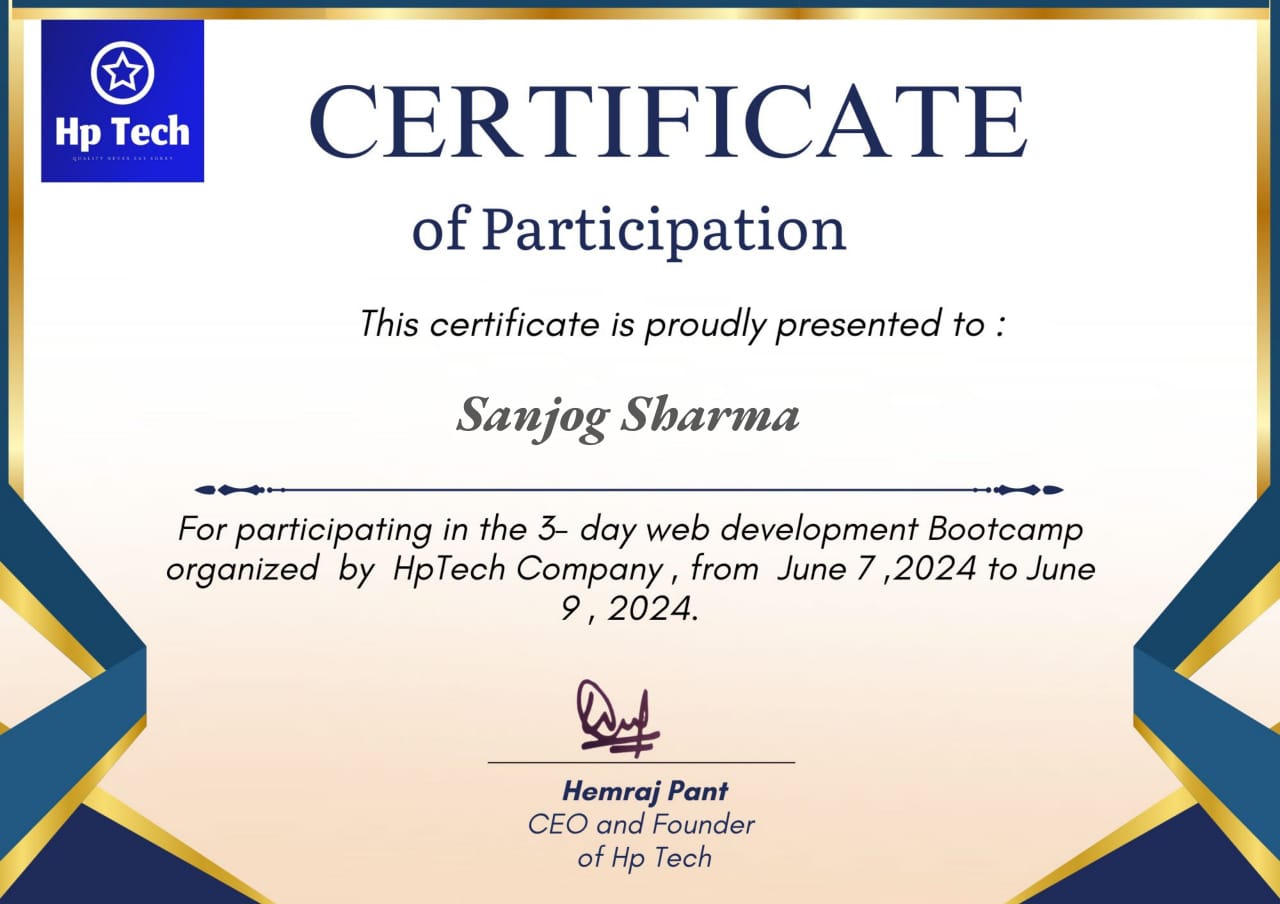 Hp Tech
QUALITY NEVER SAY SORRY
CERTIFICATE
of Participation
This certificate is proudly presented to :
Sanjog Sharma
For participating in the 3- day web development Bootcamp
organized by HpTech Company , from June 7 ,2024 to June
9 , 2024.
Hemraj Pant
CEO and Founder
of Hp Tech